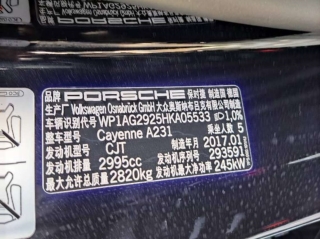 品牌 PORSCHE 保时捷 制造国 德国
生产厂 Volkswagen Osnabrück GmbH 大众奥斯纳布吕克有限公司
车辆识别代号 WP1AG2925HKA05533 1,0%
整车型号 Cayenne A231 乘坐人数 5
发动机型号 CJT 制造年月 2017.01
发动机排量 2995cc 发动机号 293591
最大允许总质量 2820kg 发动机最大净功率 245kW